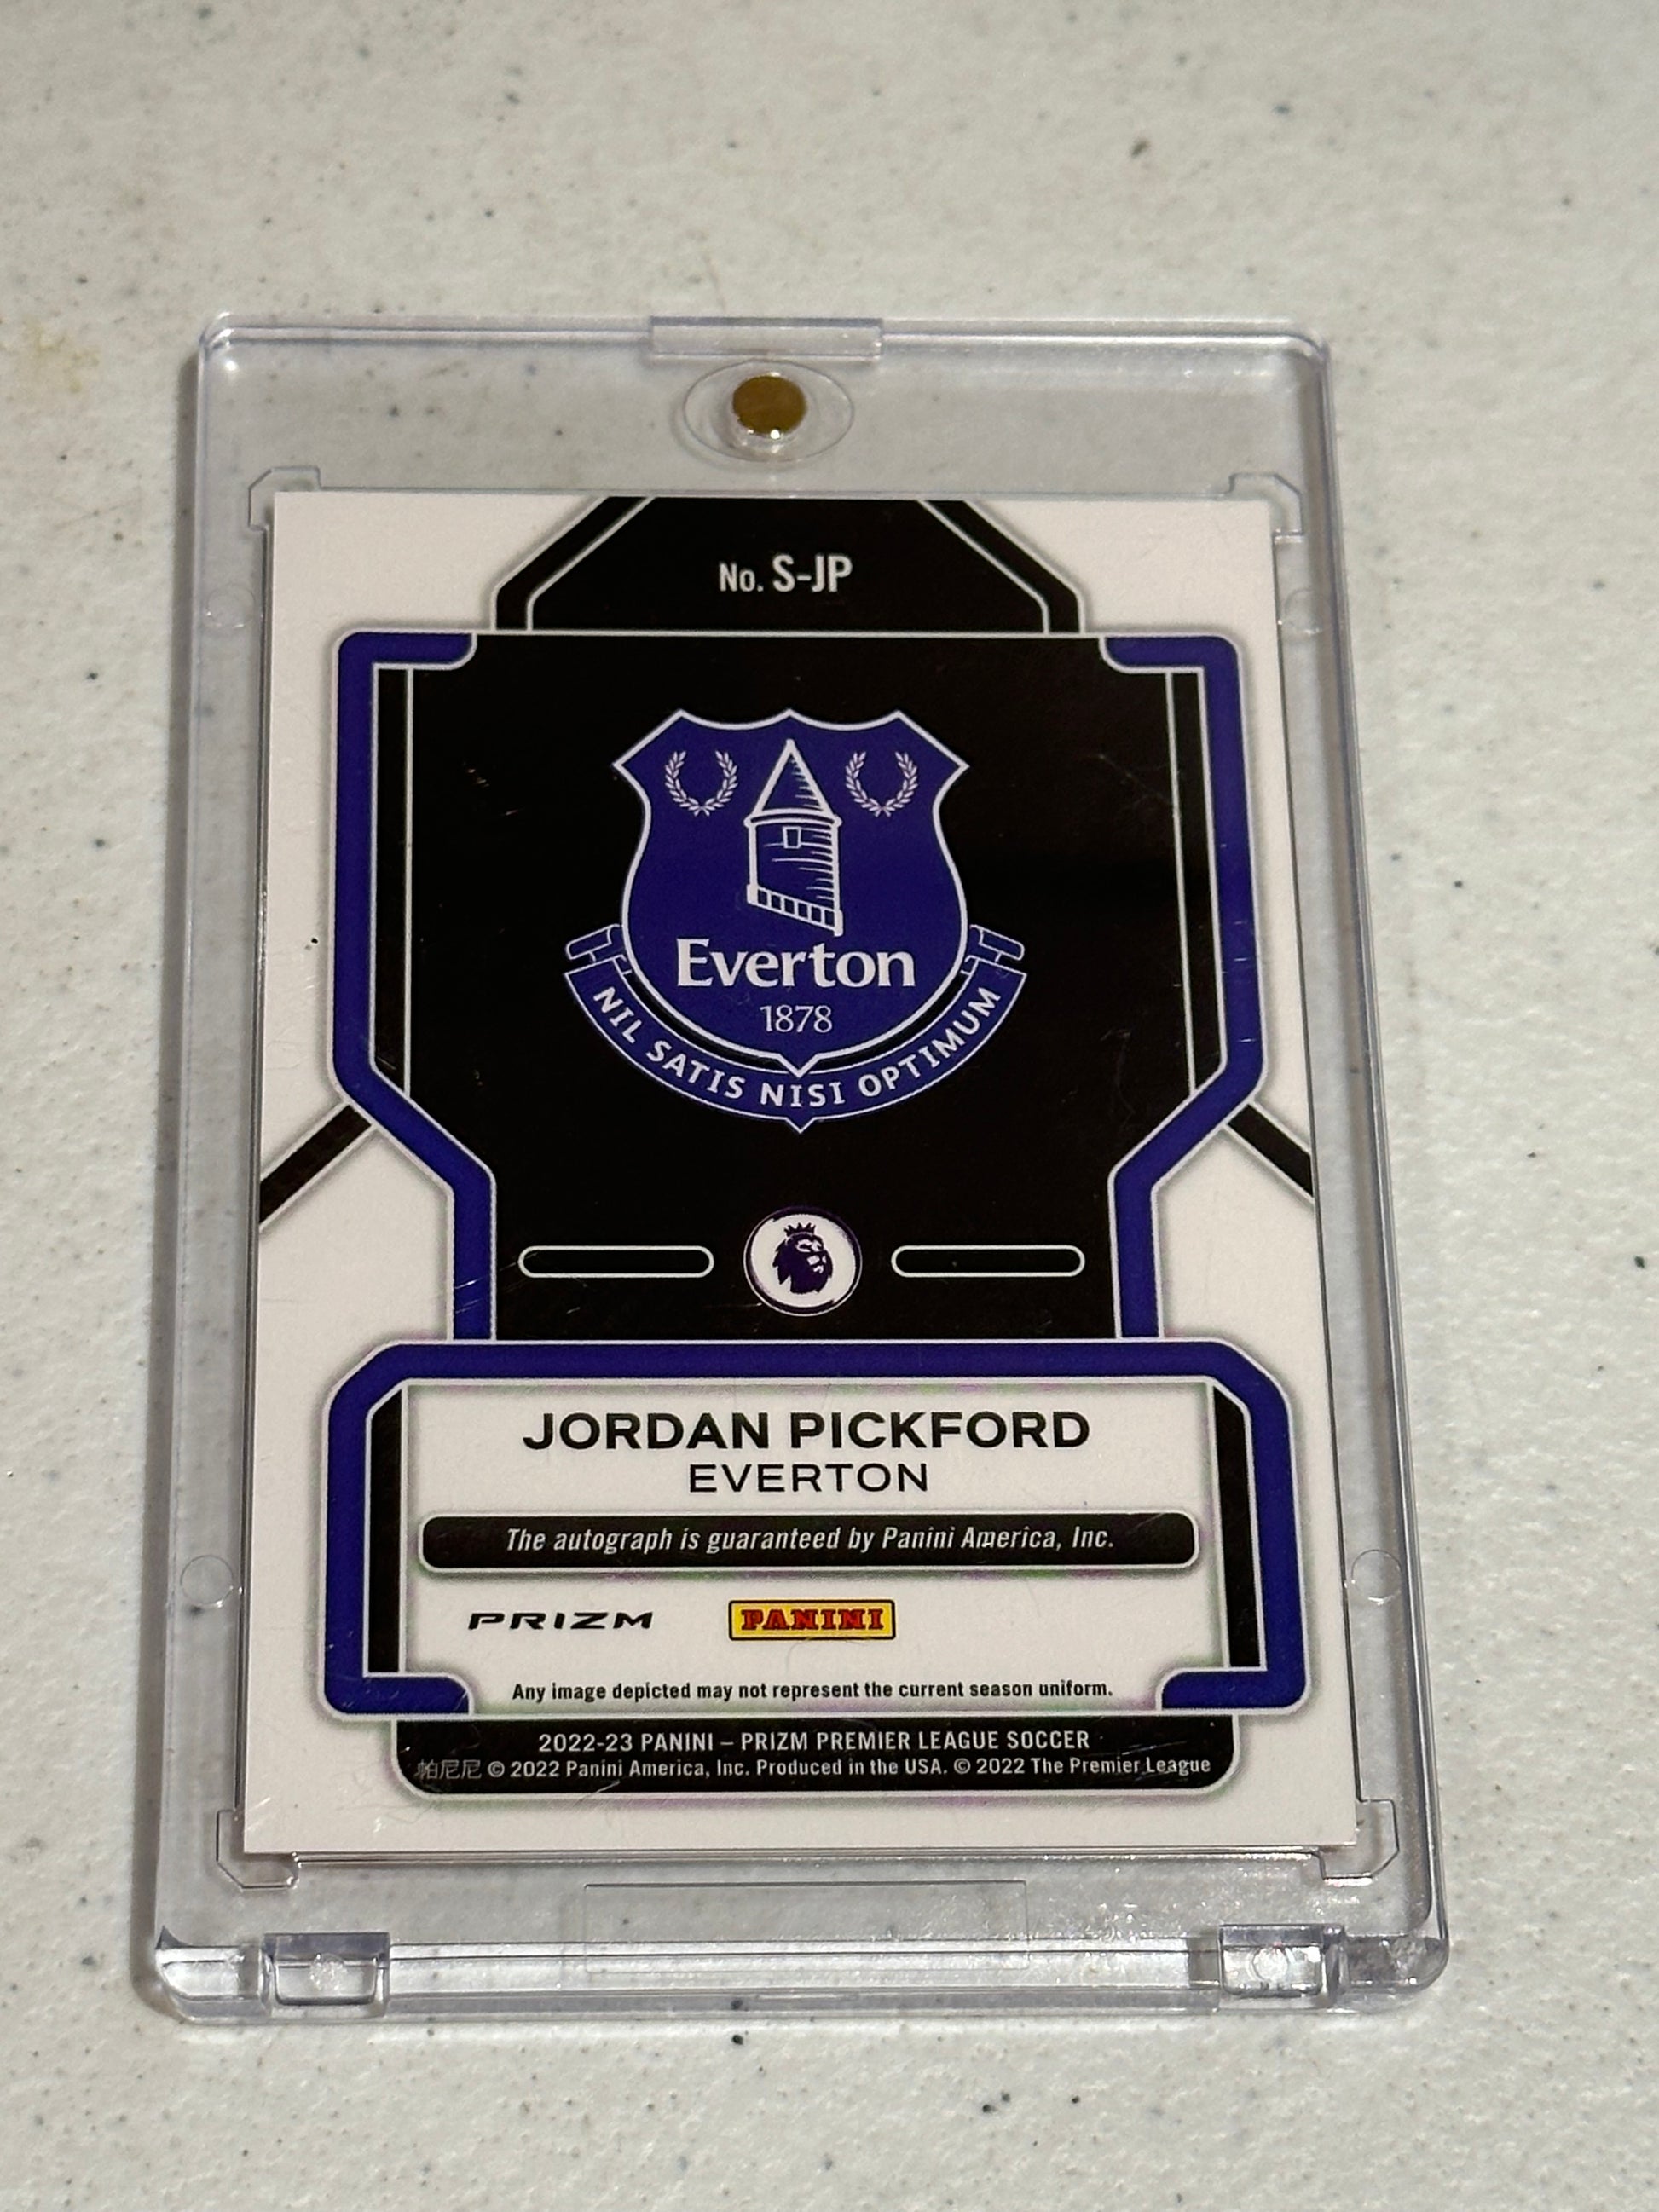 No. S-JP
Everton
1878
NIL SATIS NISI OPTIMUM
JORDAN PICKFORD
EVERTON
The autograph is guaranteed by Panini America, Inc.
PRIZM
PANINI
Any image depicted may not represent the current season uniform.
2022-23 PANINI – PRIZM PREMIER LEAGUE SOCCER
帕尼尼 © 2022 Panini America, Inc. Produced in the USA. © 2022 The Premier League